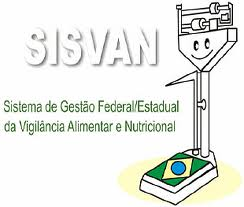 SISVAN
Sistema de Gestão Federal/Estadual
da Vigilância Alimentar e Nutricional